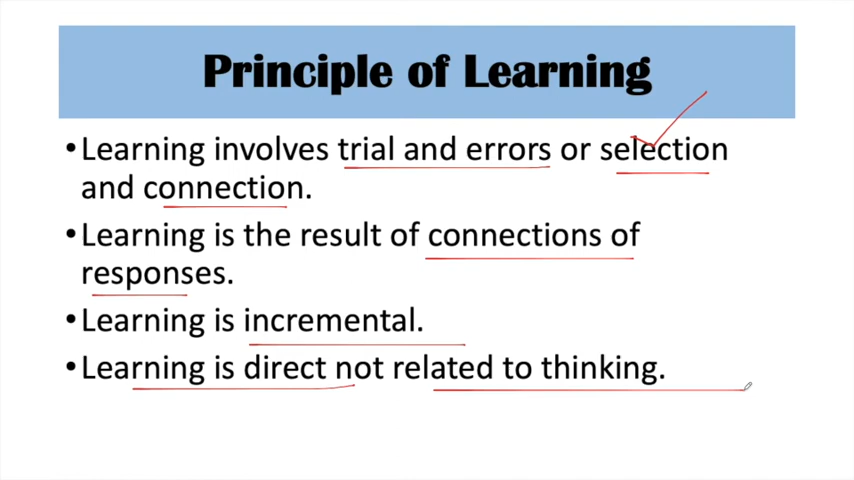 Principle of Learning
•Learning involves trial and errors or selection
and connection.
•Learning is the result of connections of
responses.
•Learning is incremental.
•Learning is direct not related to thinking.